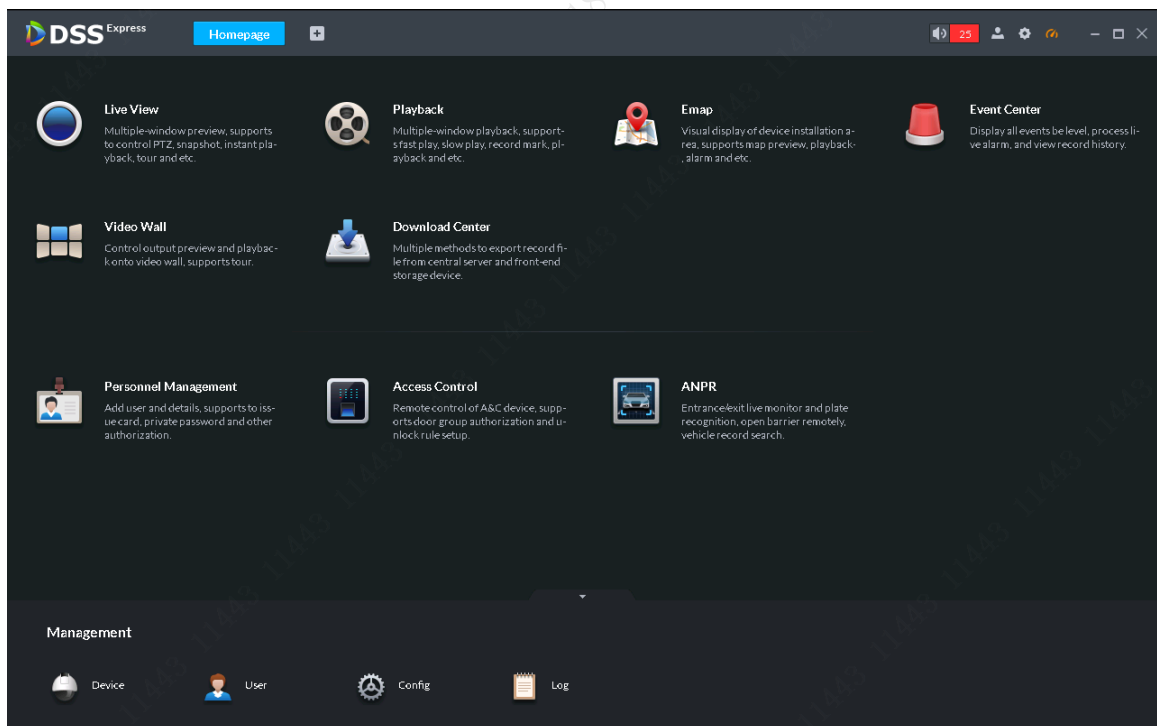 DSS Express Homepage 25
Live View
Multiple-window preview, supports
to control PTZ, snapshot, instant pla-
yback, tour and etc.
Playback
Multiple-window playback, support-
s fast play, slow play, record mark, pl-
ayback and etc.
Emap
Visual display of device installation a-
rea, supports map preview, playback-
, alarm and etc.
Event Center
Display all events be level, process li-
ve alarm, and view record history.
Video Wall
Control output preview and playbac-
k onto video wall, supports tour.
Download Center
Multiple methods to export record fi-
le from central server and front-end
storage device.
Personnel Management
Add user and details, supports to iss-
ue card, private password and other
authorization.
Access Control
Remote control of A&C device, supp-
orts door group authorization and u-
nlock rule setup.
ANPR
Entrance/exit live monitor and plate
recognition, open barrier remotely,
vehicle record search.
Management
Device User Config Log
11443 11443 11443